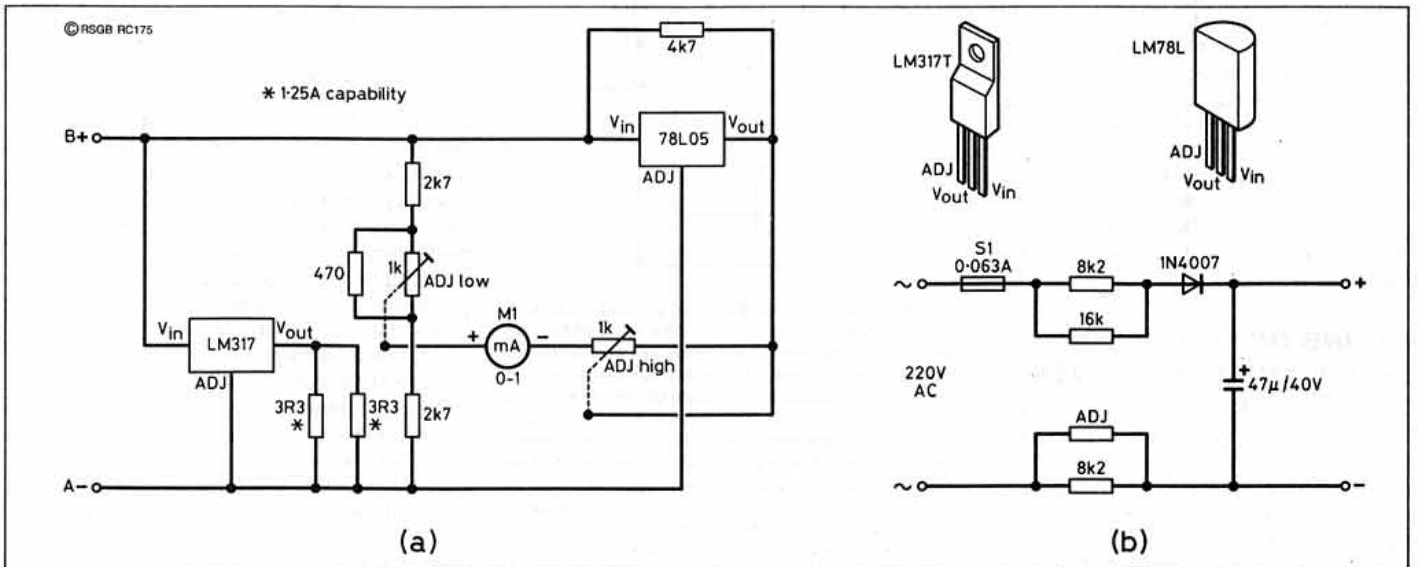 © RSGB RC175
* 1·25A capability
4k7
B+
Vin
78L05
Vout
ADJ
2k7
470
1k
ADJ low
Vin
LM317
Vout
ADJ
3R3
*
3R3
*
2k7
M1
+
mA
-
0-1
1k
ADJ high
A-
(a)
LM317T
ADJ
Vout
Vin
LM78L
ADJ
Vout
Vin
S1
0·063A
8k2
16k
1N4007
~
+
220V
AC
+
47μ/40V
ADJ
8k2
~
-
(b)